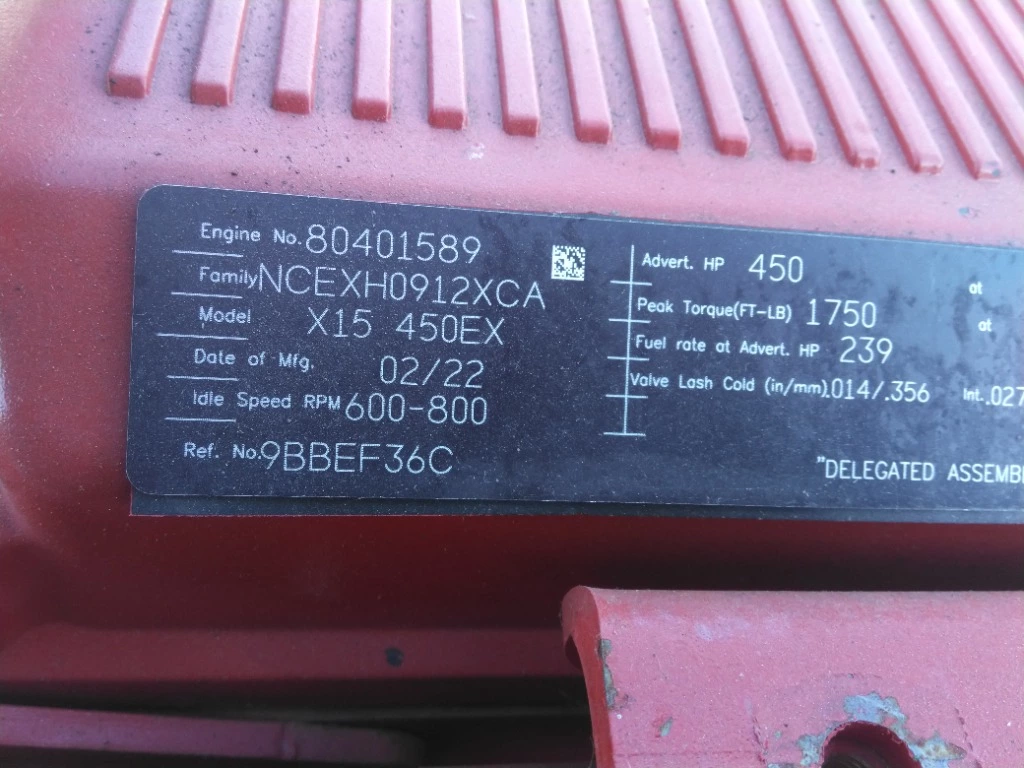 Engine No. 80401589
Family NCEXH0912XCA
Model X15 450EX
Date of Mfg. 02/22
Idle Speed RPM 600-800
Ref. No. 9BBEF36C
Advert. HP 450 at
Peak Torque(FT-LB) 1750 at
Fuel rate at Advert. HP 239
Valve Lash Cold (in/mm) .014/.356 Int. .027
"DELEGATED ASSEMB